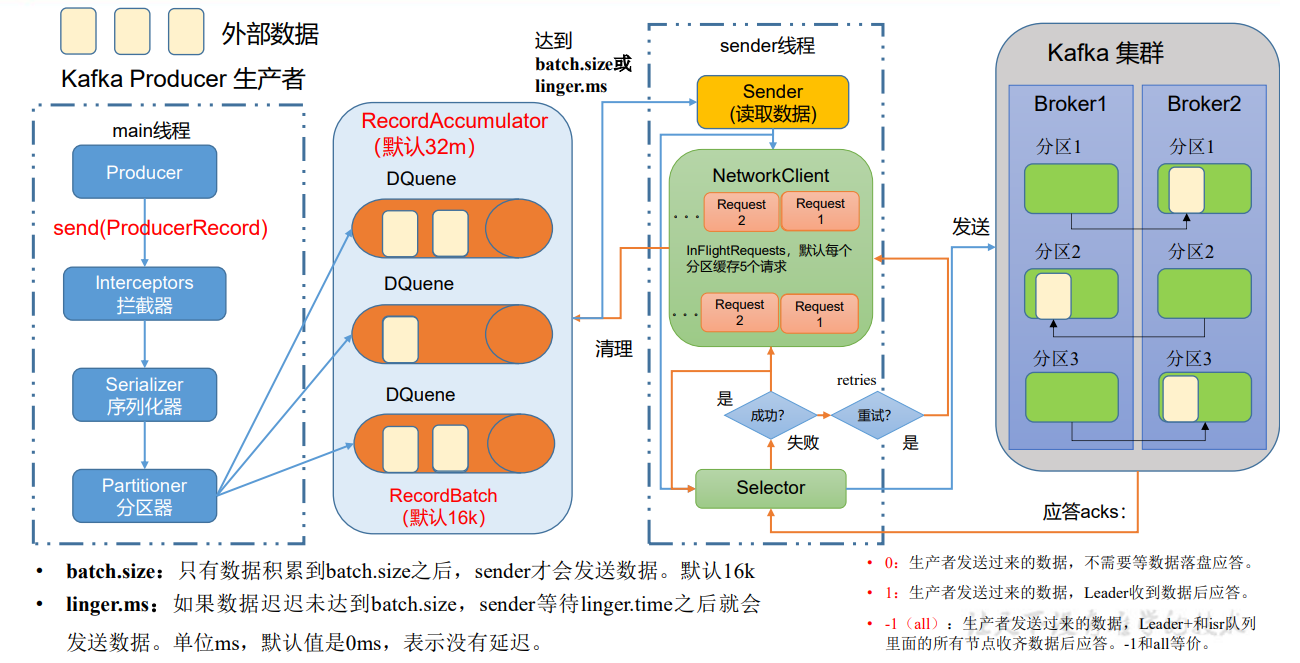 外部数据
Kafka Producer 生产者
main线程
Producer
send(ProducerRecord)
Interceptors
拦截器
Serializer
序列化器
Partitioner
分区器
RecordAccumulator
(默认32m)
DQuene
DQuene
DQuene
RecordBatch
(默认16k)
达到
batch.size或
linger.ms
清理
sender线程
Sender
(读取数据)
NetworkClient
... Request 2 Request 1
InFlightRequests，默认每个
分区缓存5个请求
... Request 2 Request 1
retries
是
成功?
重试?
失败
是
Selector
发送
Kafka 集群
Broker1
Broker2
分区1
分区1
分区2
分区2
分区3
分区3
应答acks：
• batch.size：只有数据积累到batch.size之后，sender才会发送数据。默认16k
• linger.ms：如果数据迟迟未达到batch.size，sender等待linger.time之后就会
发送数据。单位ms，默认值是0ms，表示没有延迟。
• 0：生产者发送过来的数据，不需要等数据落盘应答。
• 1：生产者发送过来的数据，Leader收到数据后应答。
• -1（all）：生产者发送过来的数据，Leader+和isr队列
里面的所有节点收齐数据后应答。-1和all等价。